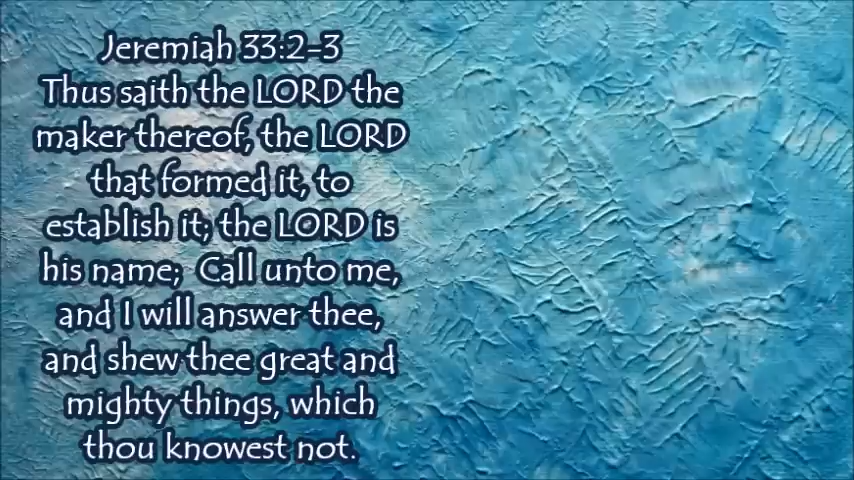 Jeremiah 33:2-3
Thus saith the LORD the
maker thereof, the LORD
that formed it, to
establish it; the LORD is
his name; Call unto me,
and I will answer thee,
and shew thee great and
mighty things, which
thou knowest not.